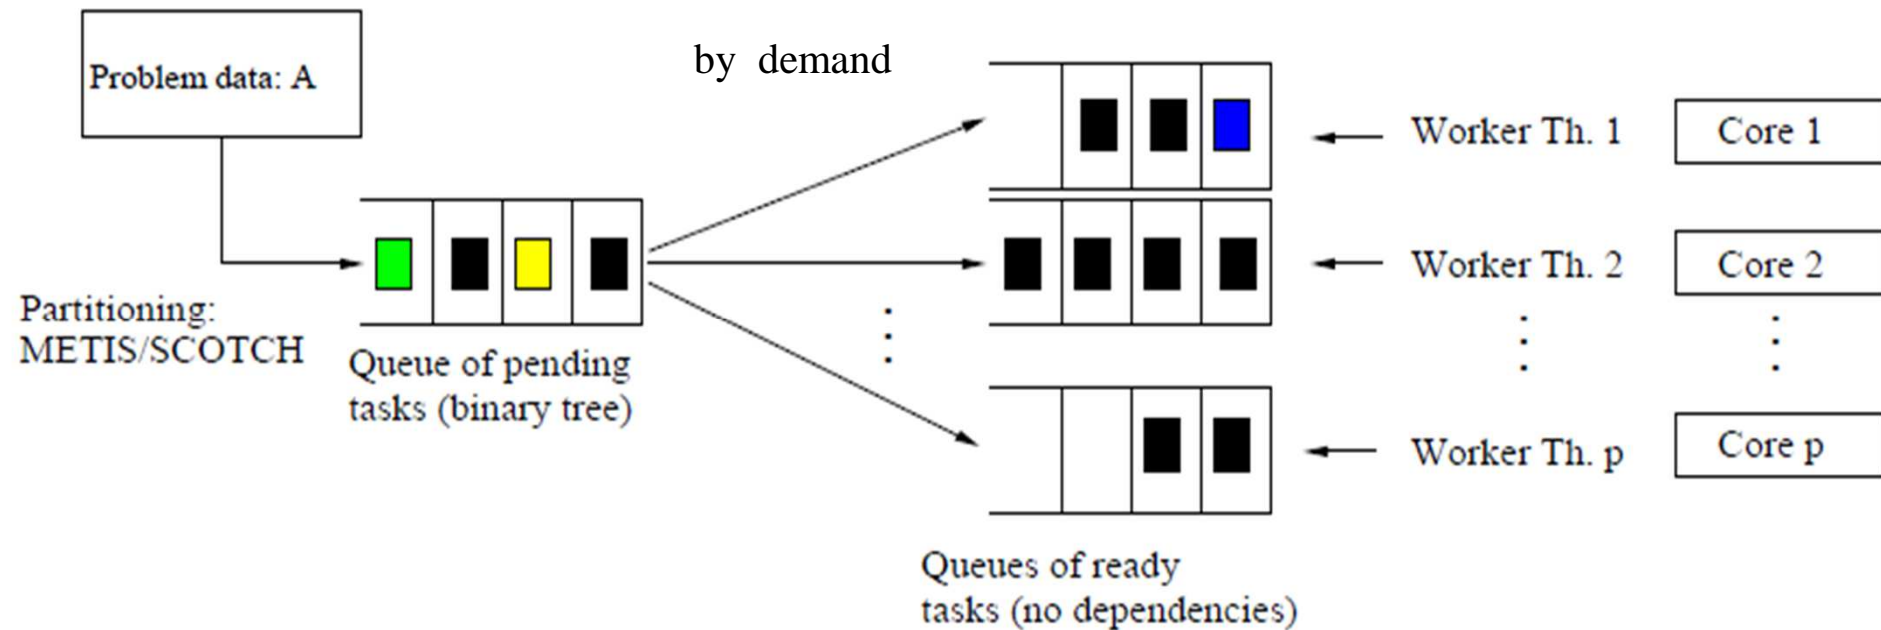 Problem data: A
by demand
Partitioning:
METIS/SCOTCH
Queue of pending
tasks (binary tree)
Worker Th. 1
Core 1
Worker Th. 2
Core 2
Worker Th. p
Core p
Queues of ready
tasks (no dependencies)